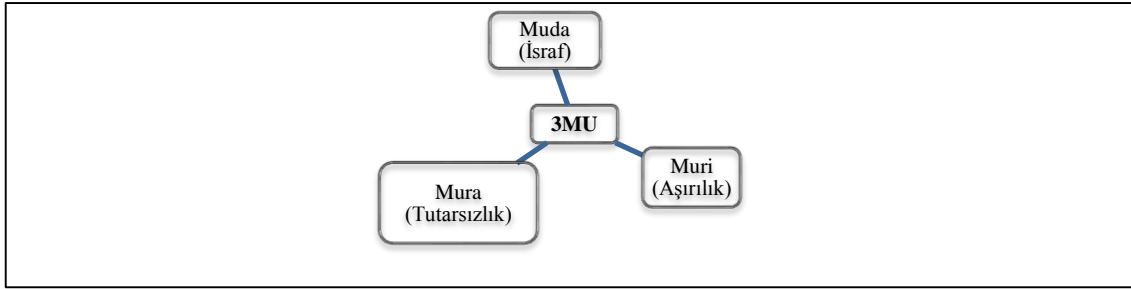 Muda
(İsraf)
3MU
Muri
(Aşırılık)
Mura
(Tutarsızlık)